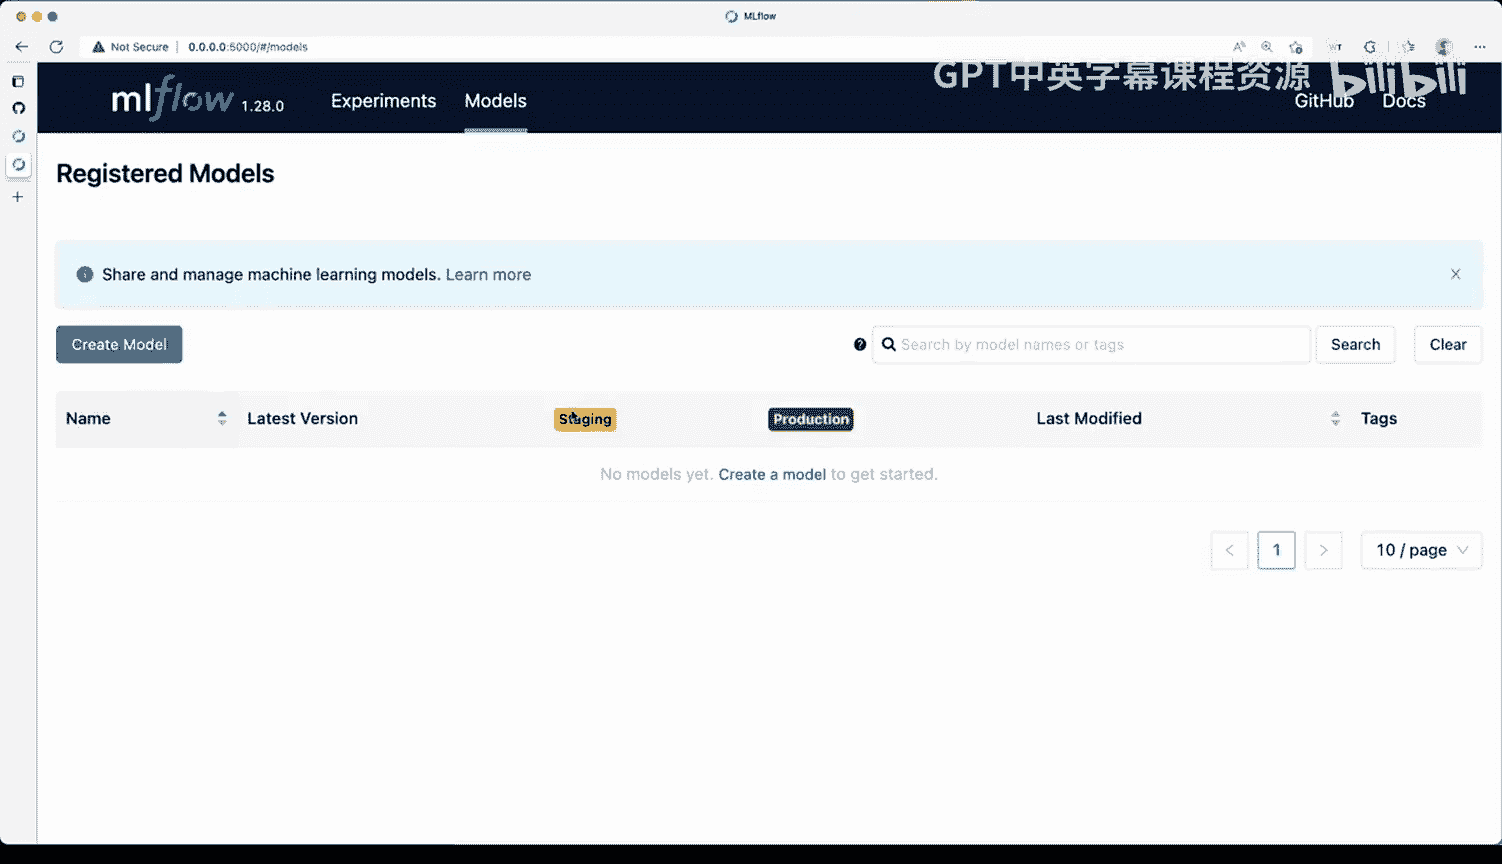 MLflow
Not Secure | 0.0.0.0:5000/#/models
GPT中英字幕课程资源 bilibili
mlflow 1.28.0 Experiments Models GitHub Docs
Registered Models
Share and manage machine learning models. Learn more
Create Model Search by model names or tags Search Clear
Name Latest Version Staging Production Last Modified Tags
No models yet. Create a model to get started.
1 10 / page